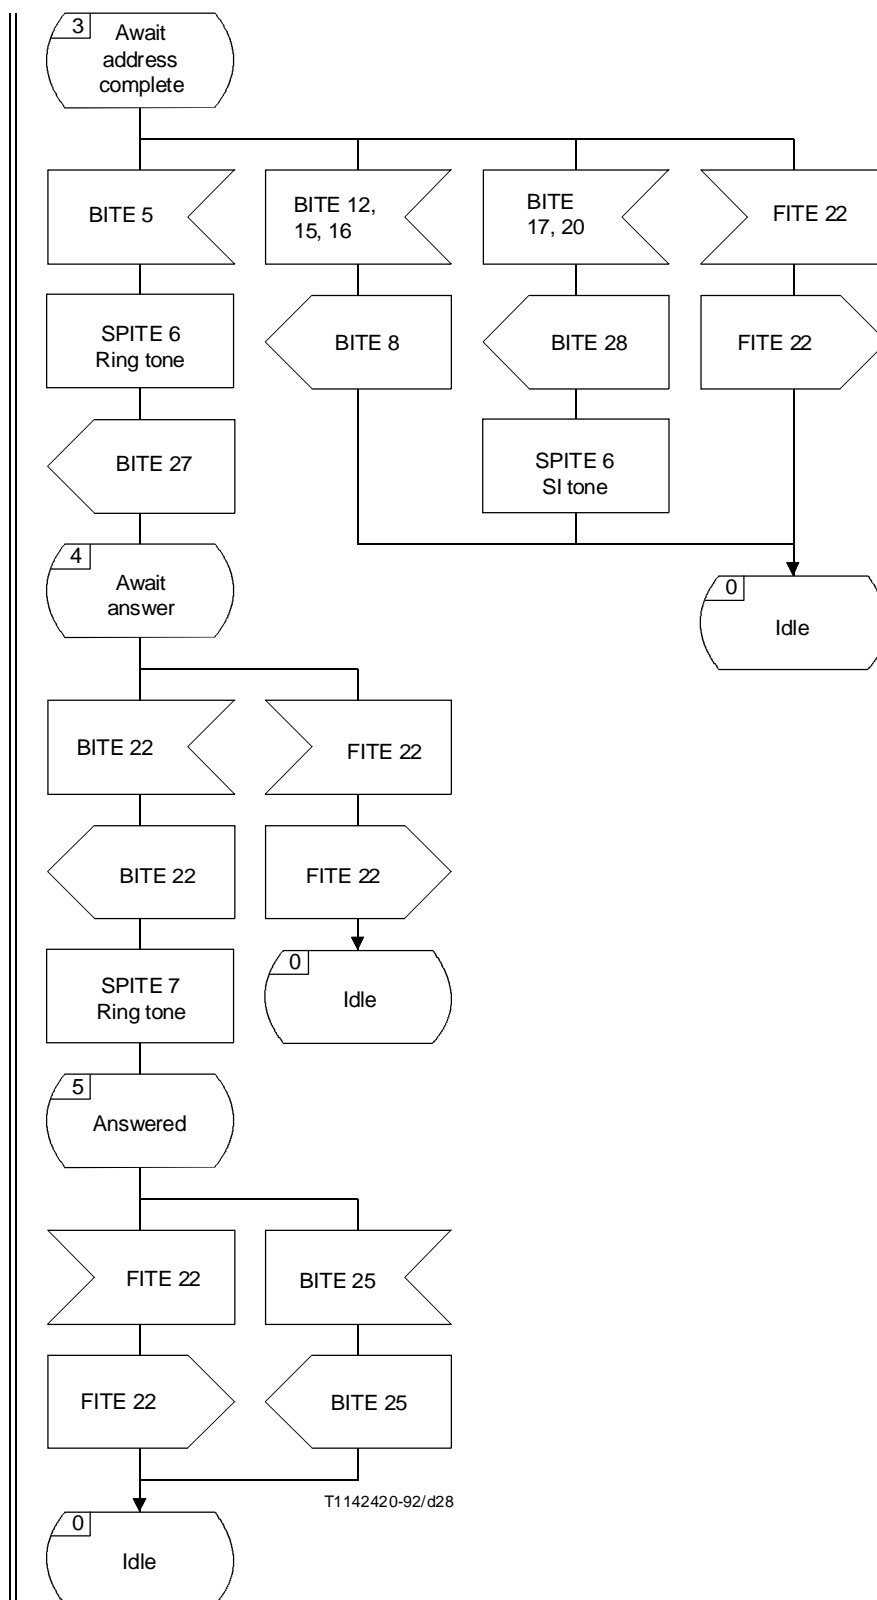 3
Await
address
complete
BITE 5
BITE 12,
15, 16
BITE
17, 20
FITE 22
SPITE 6
Ring tone
BITE 8
BITE 28
FITE 22
BITE 27
SPITE 6
SI tone
4
Await
answer
0
Idle
BITE 22
FITE 22
BITE 22
FITE 22
SPITE 7
Ring tone
0
Idle
5
Answered
FITE 22
BITE 25
FITE 22
BITE 25
T1142420-92/d28
0
Idle